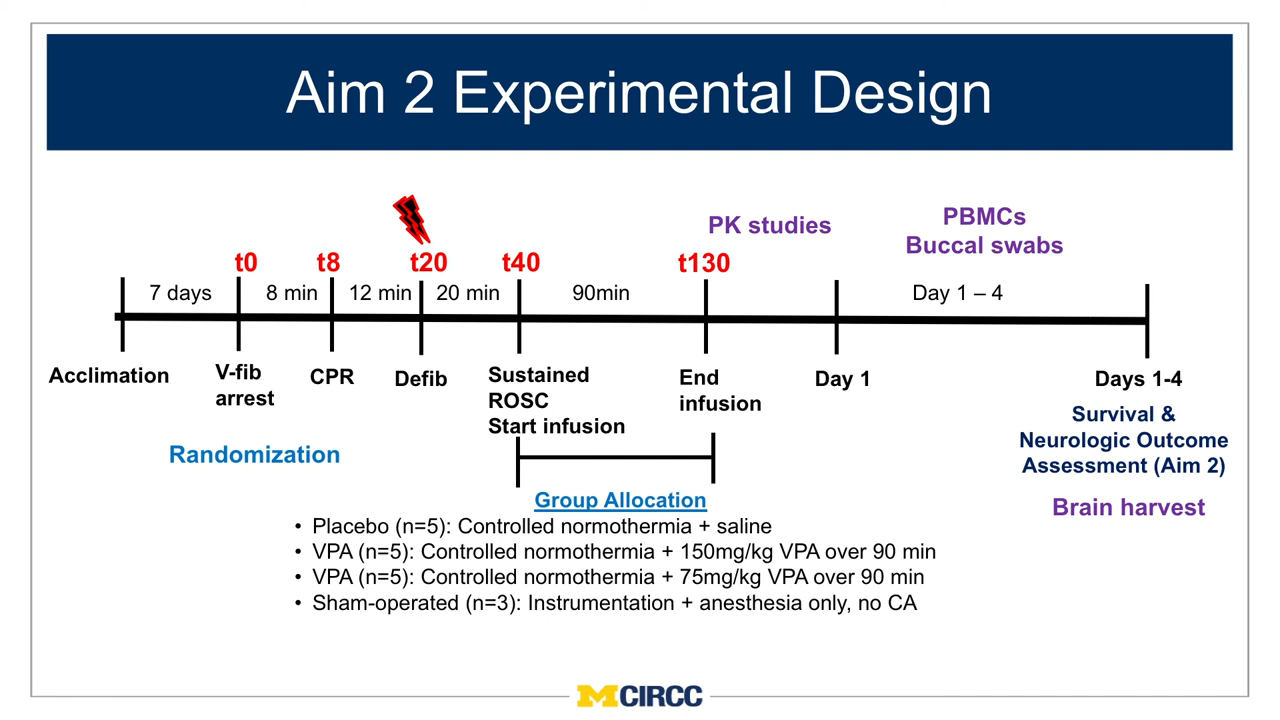 Aim 2 Experimental Design
PK studies
PBMCs
Buccal swabs
t0
t8
t20
t40
t130
7 days
8 min
12 min
20 min
90min
Day 1 – 4
Acclimation
V-fib
arrest
CPR
Defib
Sustained
ROSC
Start infusion
End
infusion
Day 1
Days 1-4
Survival &
Neurologic Outcome
Assessment (Aim 2)
Brain harvest
Randomization
Group Allocation
• Placebo (n=5): Controlled normothermia + saline
• VPA (n=5): Controlled normothermia + 150mg/kg VPA over 90 min
• VPA (n=5): Controlled normothermia + 75mg/kg VPA over 90 min
• Sham-operated (n=3): Instrumentation + anesthesia only, no CA
MCIRCC